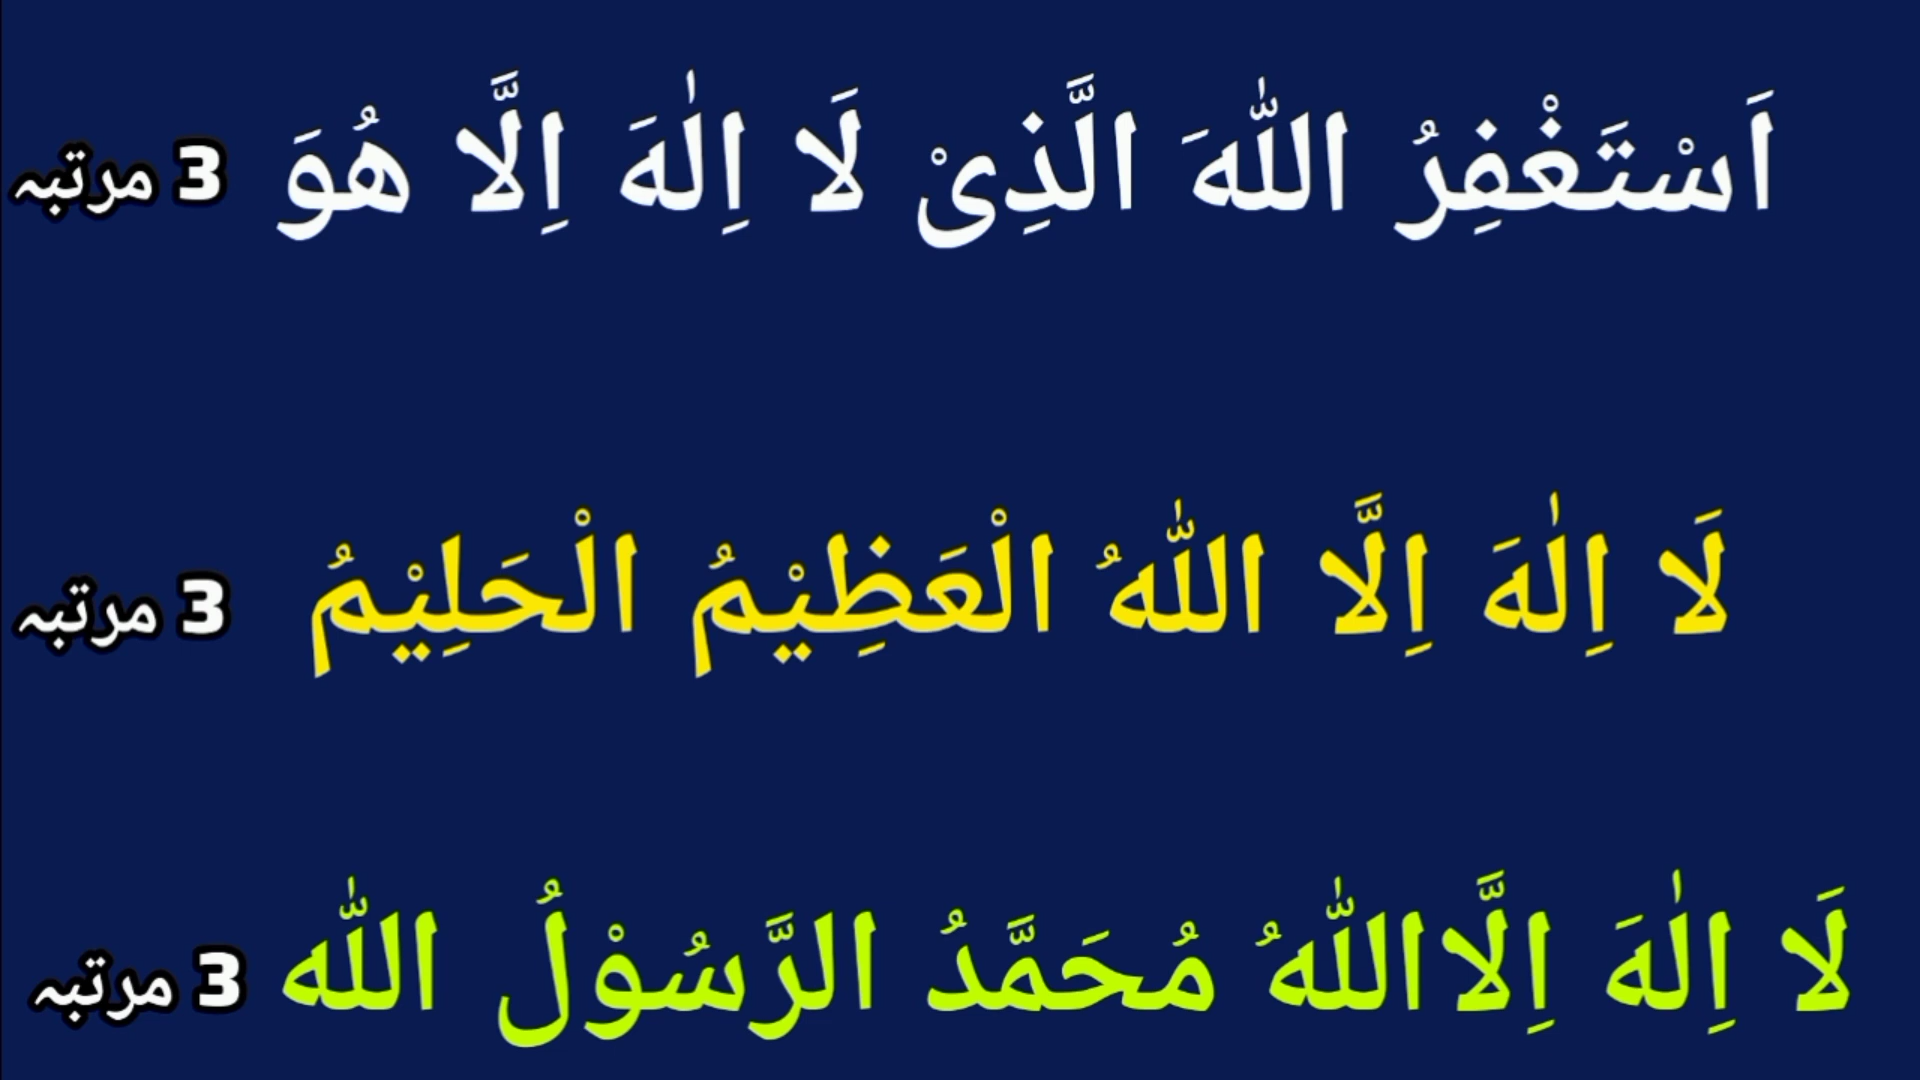 اَسْتَغْفِرُ اللّٰهَ الَّذِیْ لَا اِلٰهَ اِلَّا هُوَ 3 مرتبہ
لَا اِلٰهَ اِلَّا اللّٰهُ الْعَظِيْمُ الْحَلِيْمُ 3 مرتبہ
لَا اِلٰهَ اِلَّااللّٰهُ مُحَمَّدُ الرَّسُوْلُ اللّٰه 3 مرتبہ